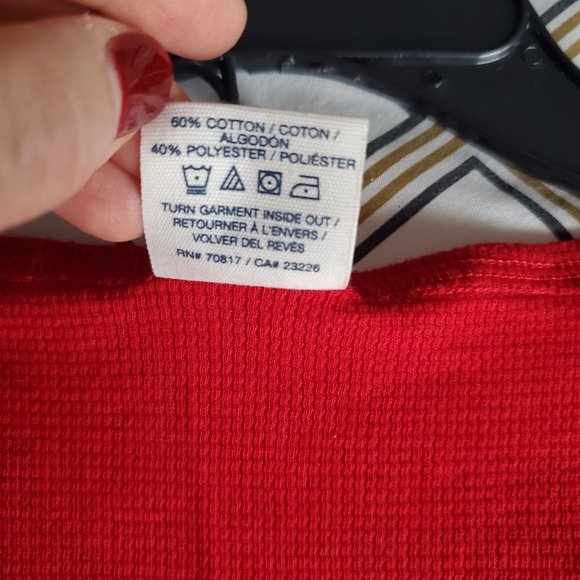 60% COTTON / COTON /
ALGODÓN
40% POLYESTER / POLIÉSTER
TURN GARMENT INSIDE OUT /
RETOURNER À L'ENVERS /
VOLVER DEL REVÉS
RN# 70817 / CA# 23226